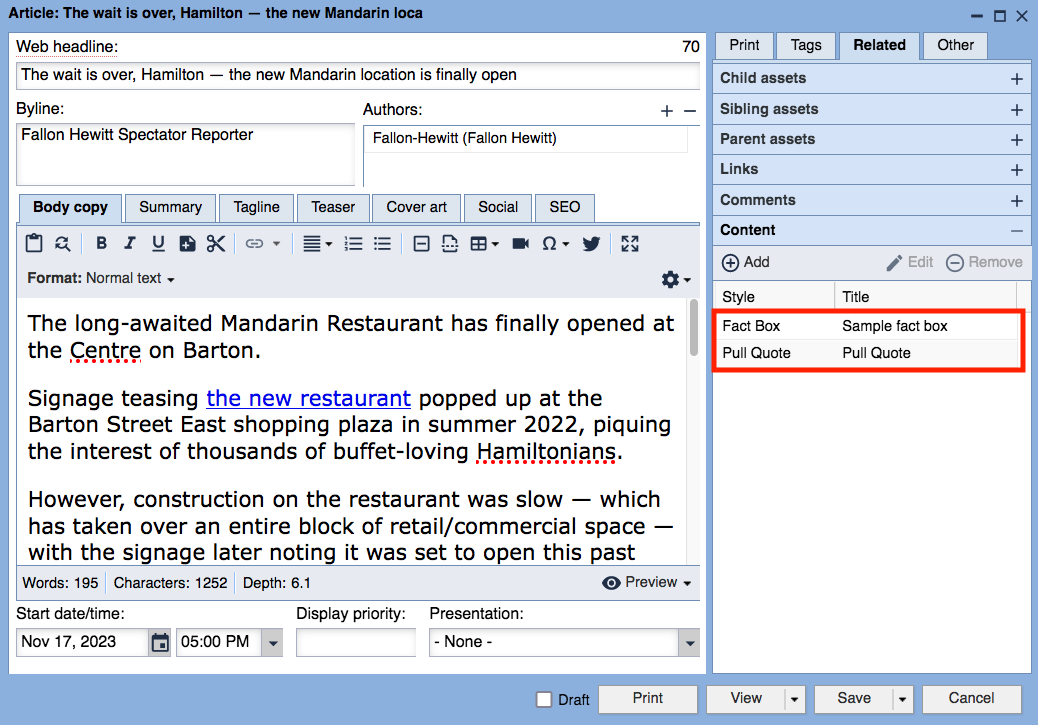 Article: The wait is over, Hamilton — the new Mandarin loca
Web headline: 70
The wait is over, Hamilton — the new Mandarin location is finally open
Byline:
Fallon Hewitt Spectator Reporter
Authors:
Fallon-Hewitt (Fallon Hewitt)
Body copy Summary Tagline Teaser Cover art Social SEO
B I U Ω
Format: Normal text
The long-awaited Mandarin Restaurant has finally opened at
the Centre on Barton.
Signage teasing the new restaurant popped up at the
Barton Street East shopping plaza in summer 2022, piquing
the interest of thousands of buffet-loving Hamiltonians.
However, construction on the restaurant was slow — which
has taken over an entire block of retail/commercial space —
with the signage later noting it was set to open this past
Words: 195 Characters: 1252 Depth: 6.1 Preview
Start date/time: Display priority: Presentation:
Nov 17, 2023 05:00 PM - None -
Print Tags Related Other
Child assets
Sibling assets
Parent assets
Links
Comments
Content
Add Edit Remove
Style Title
Fact Box Sample fact box
Pull Quote Pull Quote
Draft Print View Save Cancel